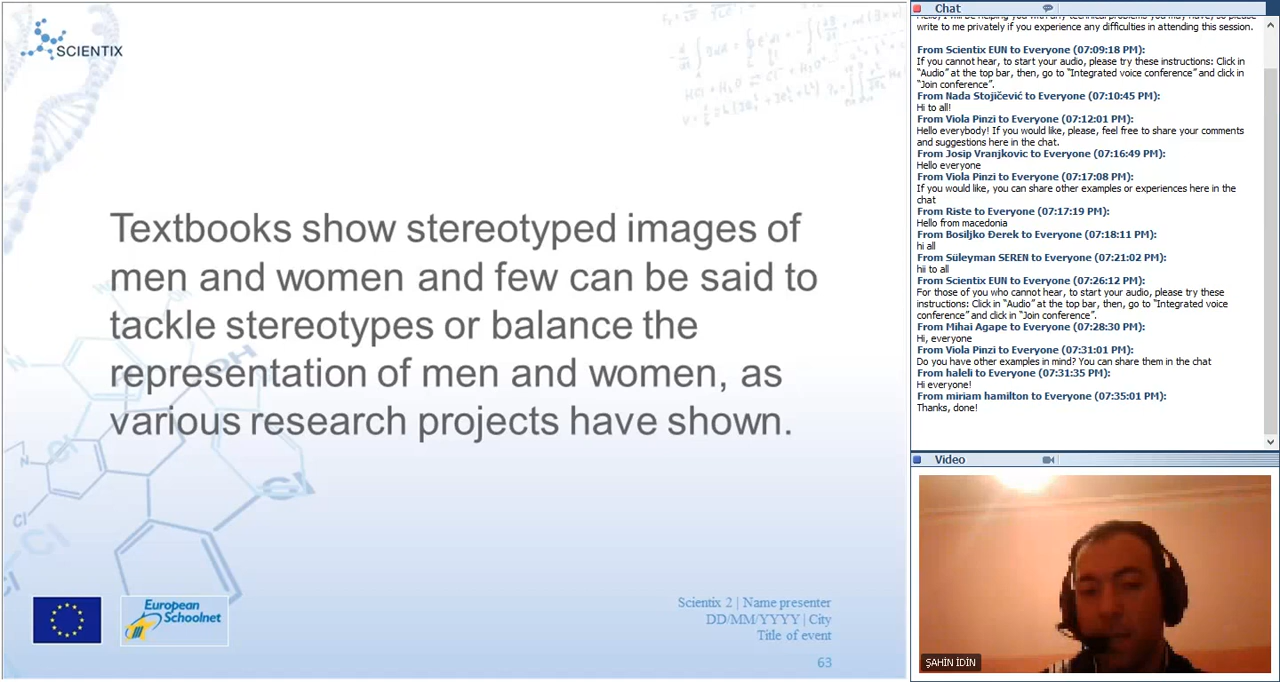 SCIENTIX
Textbooks show stereotyped images of
men and women and few can be said to
tackle stereotypes or balance the
representation of men and women, as
various research projects have shown.
European
Schoolnet
Scientix 2 | Name presenter
DD/MM/YYYY | City
Title of event
63
Chat
write to me privately if you experience any difficulties in attending this session.
From Scientix EUN to Everyone (07:09:18 PM):
If you cannot hear, to start your audio, please try these instructions: Click in
"Audio" at the top bar, then, go to "Integrated voice conference" and click in
"Join conference".
From Nada Stojičević to Everyone (07:10:45 PM):
Hi to all!
From Viola Pinzi to Everyone (07:12:01 PM):
Hello everybody! If you would like, please, feel free to share your comments
and suggestions here in the chat.
From Josip Vranjkovic to Everyone (07:16:49 PM):
Hello everyone
From Viola Pinzi to Everyone (07:17:08 PM):
If you would like, you can share other examples or experiences here in the
chat
From Riste to Everyone (07:17:19 PM):
Hello from macedonia
From Bosiljko Đerek to Everyone (07:18:11 PM):
hi all
From Süleyman SEREN to Everyone (07:21:02 PM):
hii to all
From Scientix EUN to Everyone (07:26:12 PM):
For those of you who cannot hear, to start your audio, please try these
instructions: Click in "Audio" at the top bar, then, go to "Integrated voice
conference" and click in "Join conference".
From Mihai Agape to Everyone (07:28:30 PM):
Hi, everyone
From Viola Pinzi to Everyone (07:31:01 PM):
Do you have other examples in mind? You can share them in the chat
From haleli to Everyone (07:31:35 PM):
Hi everyone!
From miriam hamilton to Everyone (07:35:01 PM):
Thanks, done!
Video
ŞAHİN İDİN